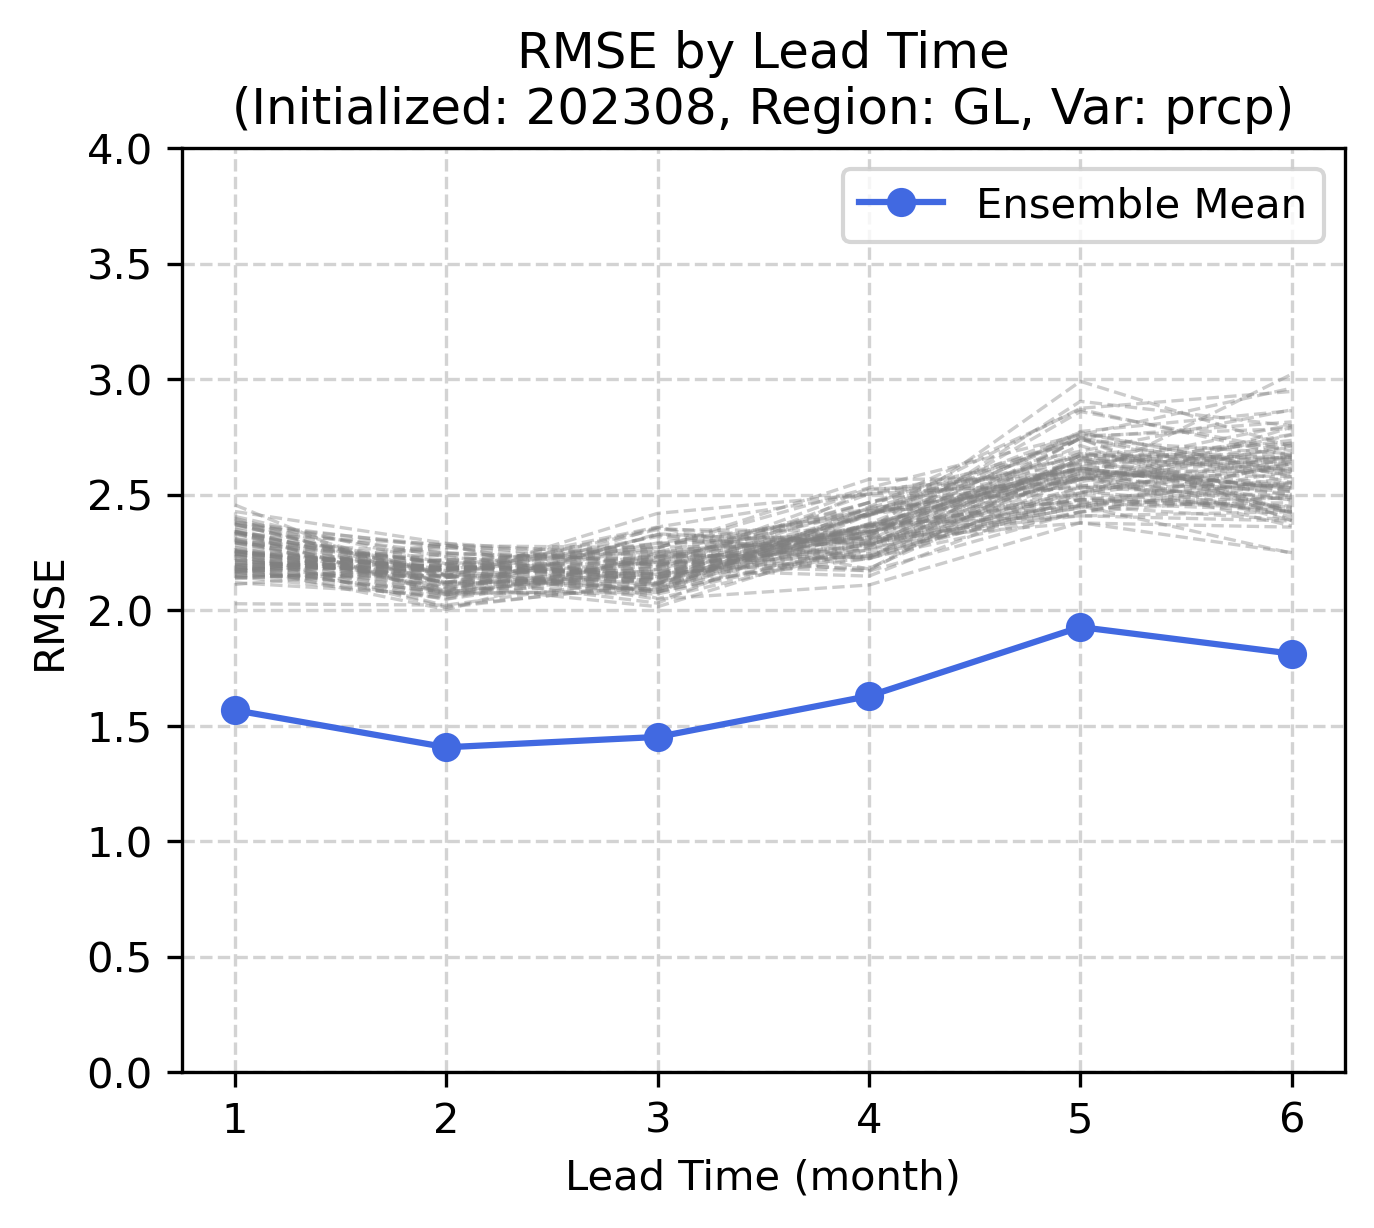 RMSE by Lead Time
(Initialized: 202308, Region: GL, Var: prcp)
4.0
3.5
3.0
2.5
2.0
1.5
1.0
0.5
0.0
RMSE
Ensemble Mean
1 2 3 4 5 6
Lead Time (month)